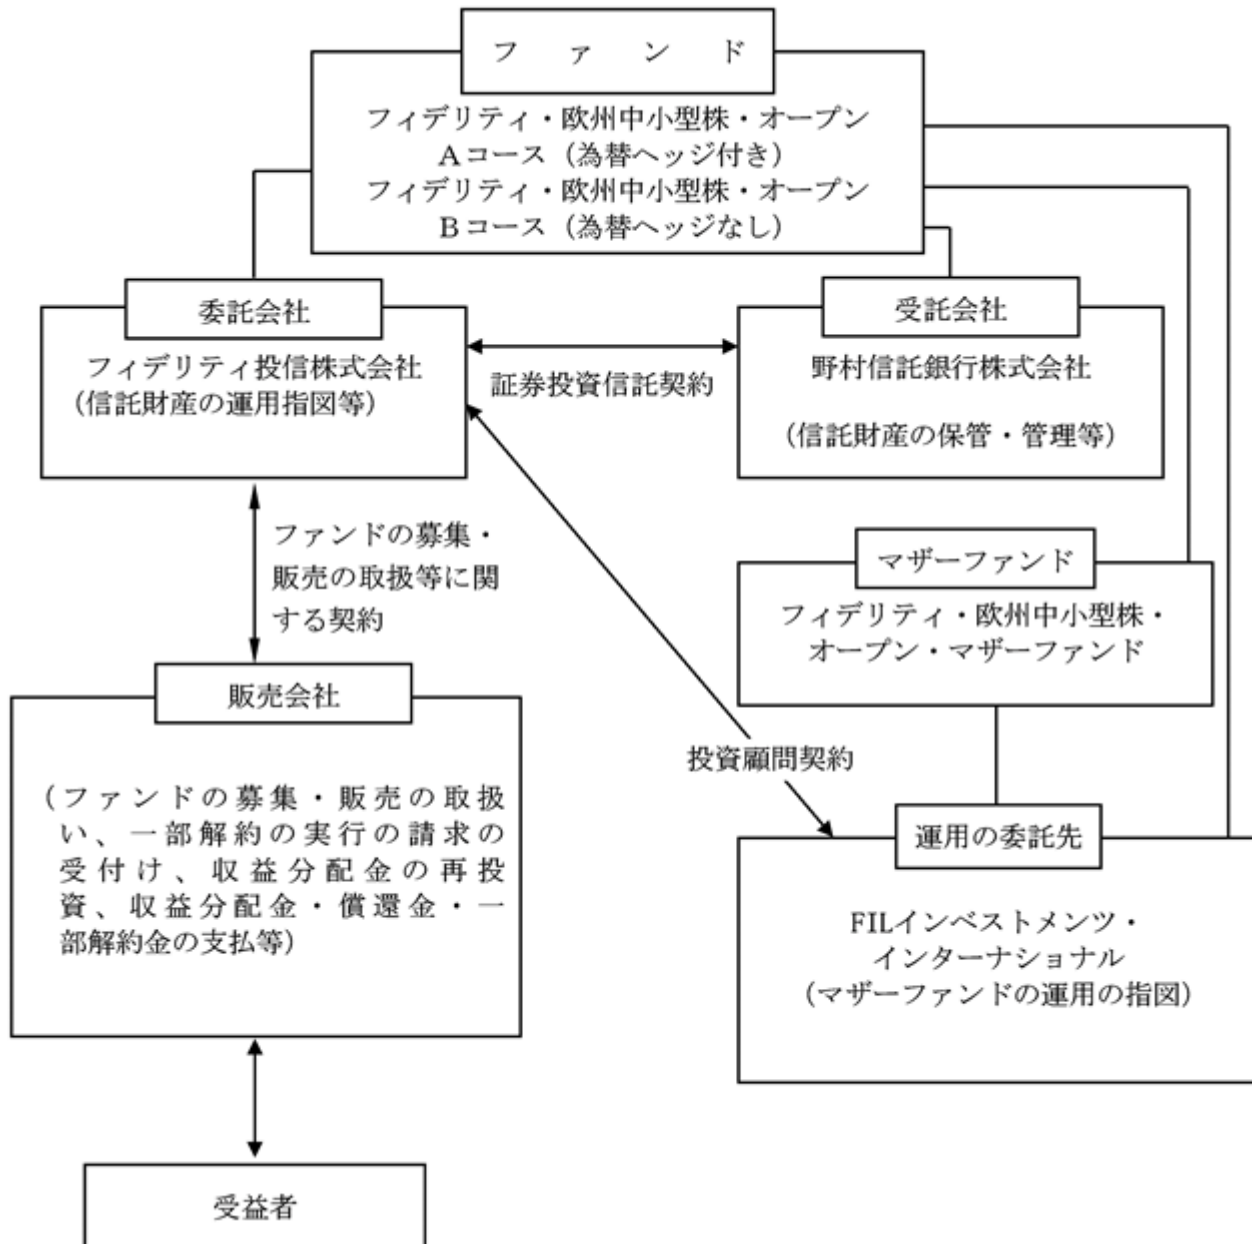 ファンド
フィデリティ・欧州中小型株・オープン
Aコース（為替ヘッジ付き）
フィデリティ・欧州中小型株・オープン
Bコース（為替ヘッジなし）
委託会社
フィデリティ投信株式会社
（信託財産の運用指図等）
証券投資信託契約
受託会社
野村信託銀行株式会社
（信託財産の保管・管理等）
ファンドの募集・
販売の取扱等に関
する契約
マザーファンド
フィデリティ・欧州中小型株・
オープン・マザーファンド
販売会社
（ファンドの募集・販売の取扱
い、一部解約の実行の請求の
受付け、収益分配金の再投
資、収益分配金・償還金・一
部解約金の支払等）
投資顧問契約
運用の委託先
FILインベストメンツ・
インターナショナル
（マザーファンドの運用の指図）
受益者